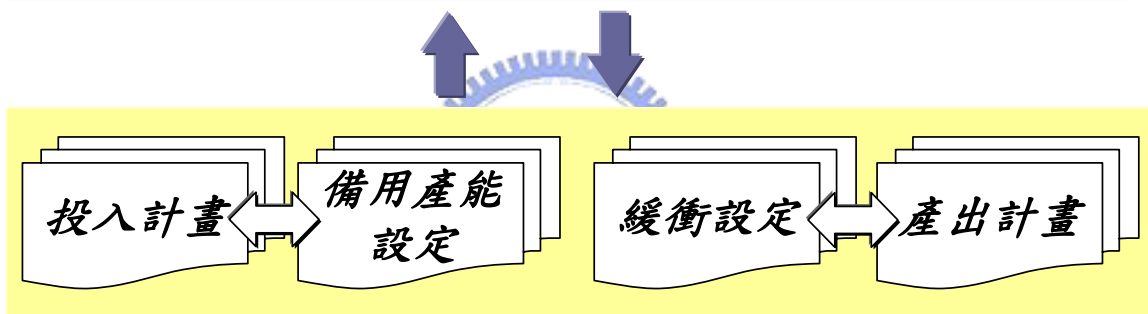 投入計畫
備用產能
設定
緩衝設定
產出計畫